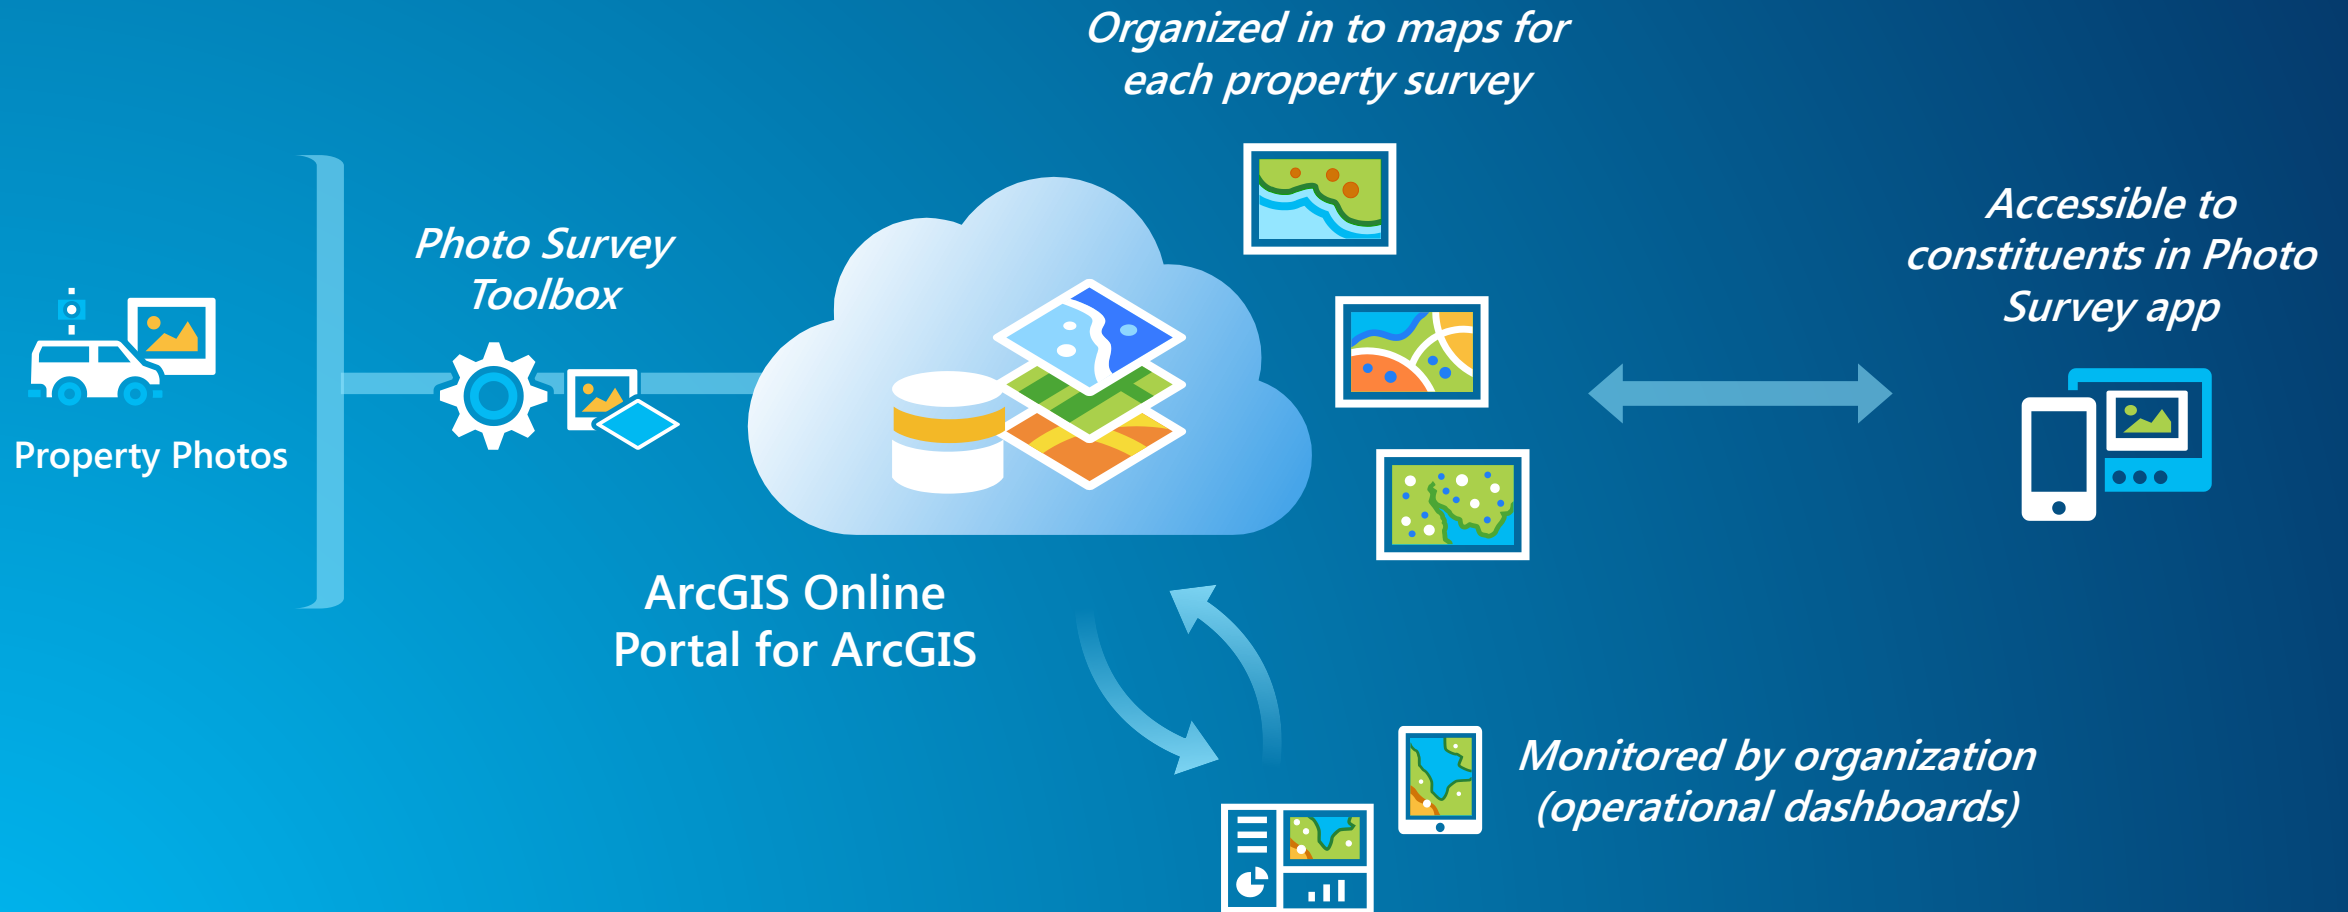 Organized in to maps for
each property survey
Photo Survey
Toolbox
Accessible to
constituents in Photo
Survey app
Property Photos
ArcGIS Online
Portal for ArcGIS
Monitored by organization
(operational dashboards)